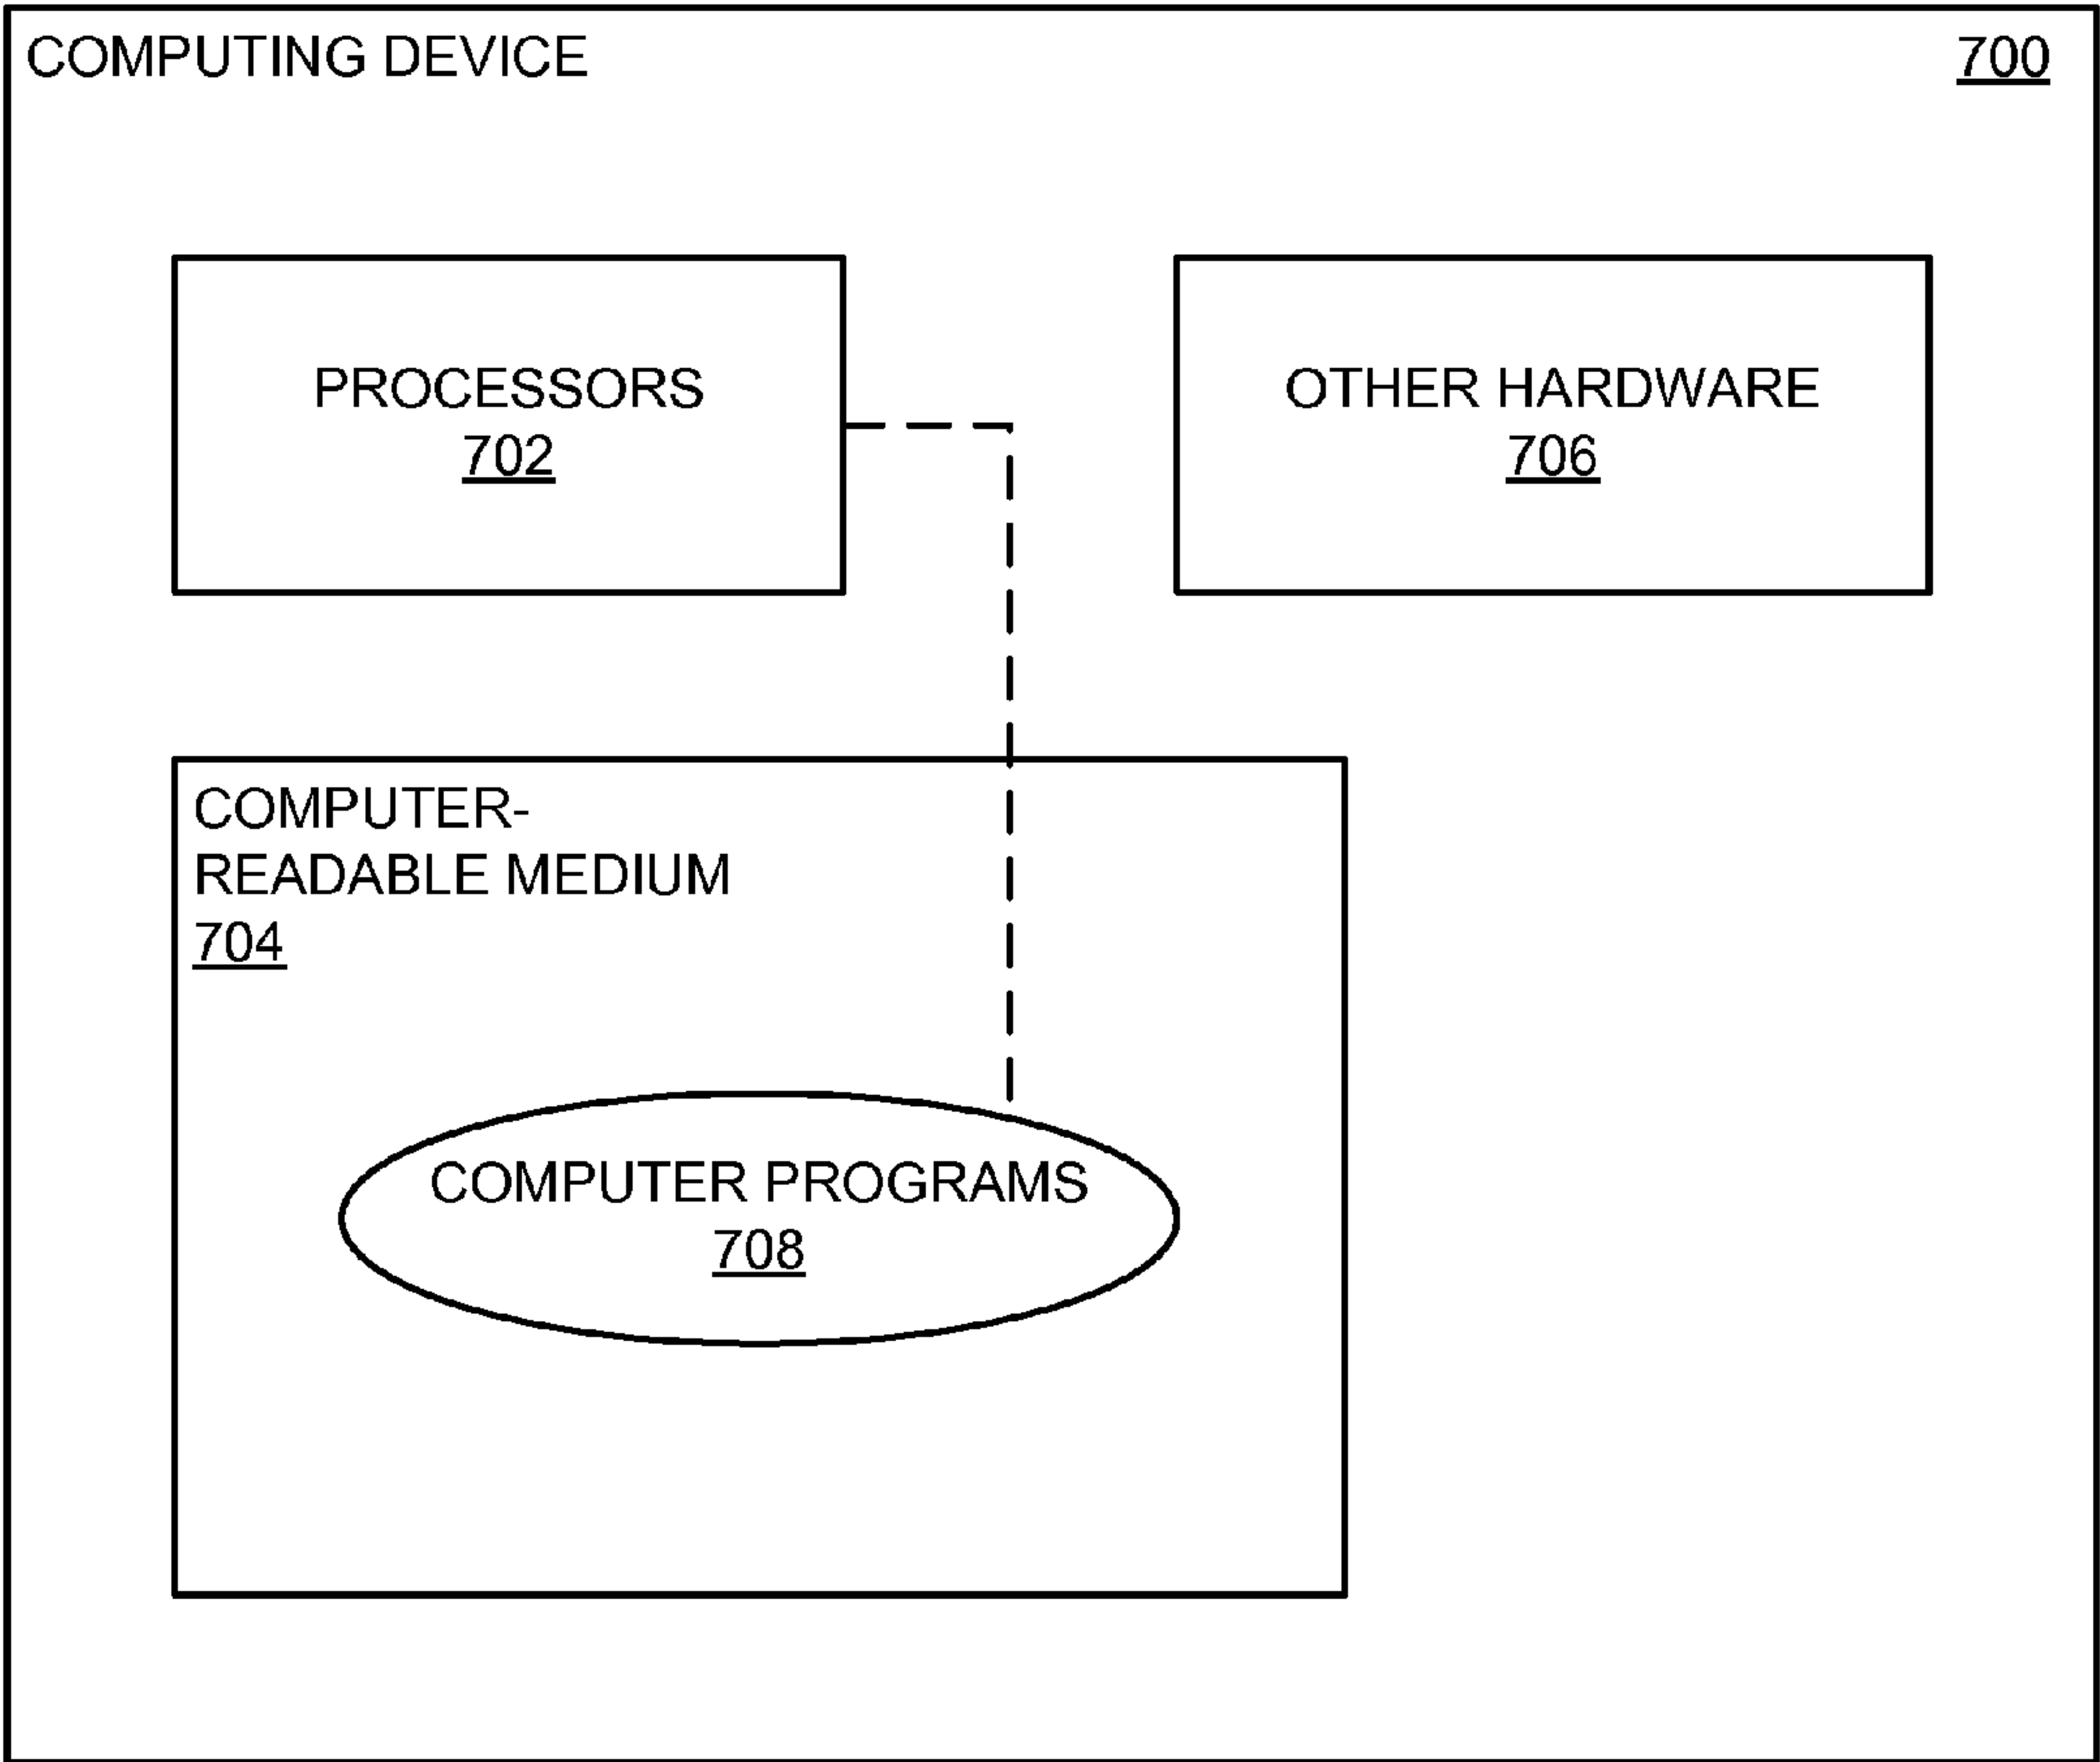 COMPUTING DEVICE
700
PROCESSORS
702
OTHER HARDWARE
706
COMPUTER-
READABLE MEDIUM
704
COMPUTER PROGRAMS
708